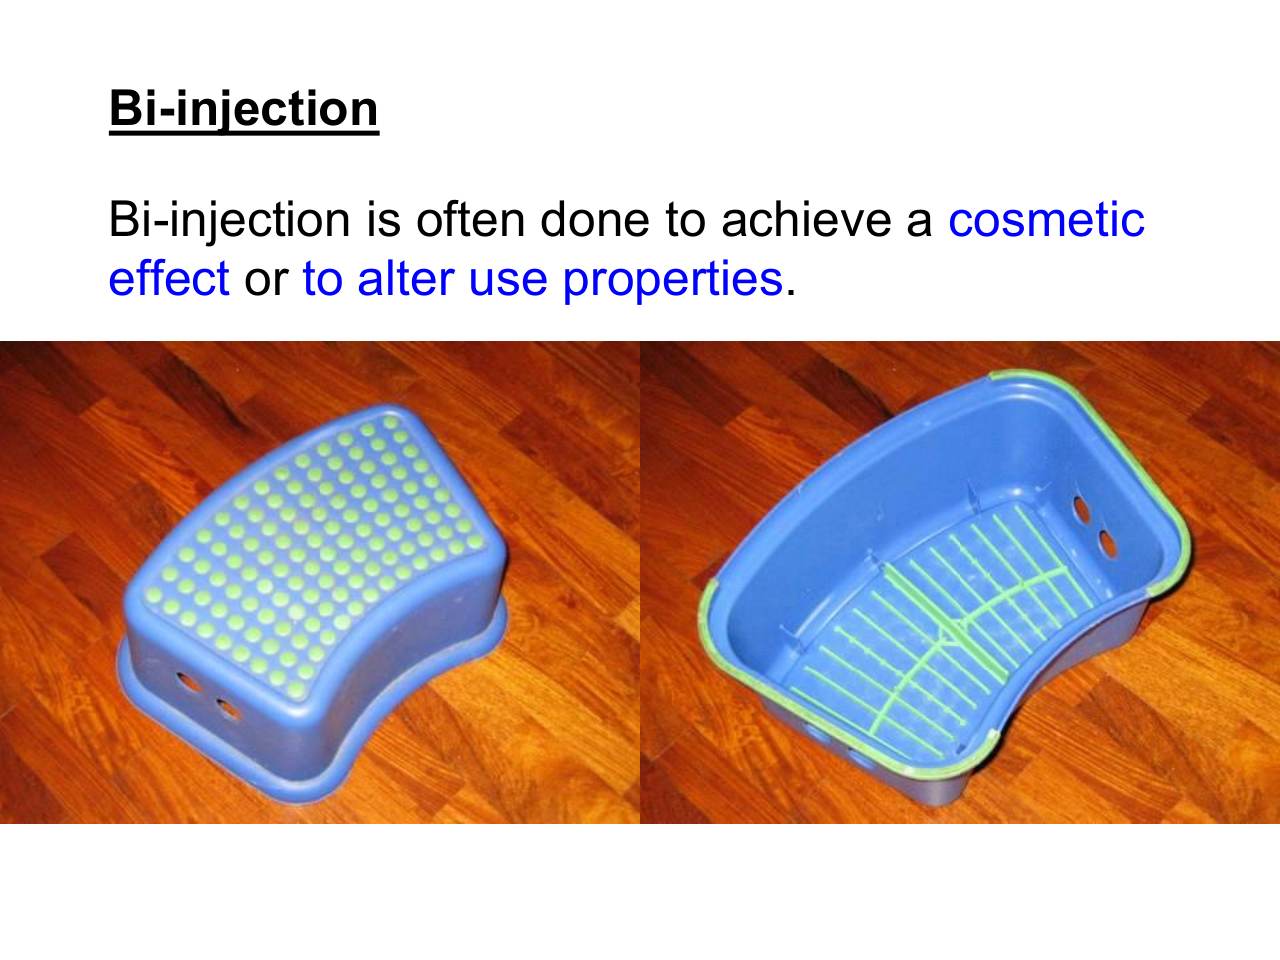 Bi-injection
Bi-injection is often done to achieve a cosmetic
effect or to alter use properties.